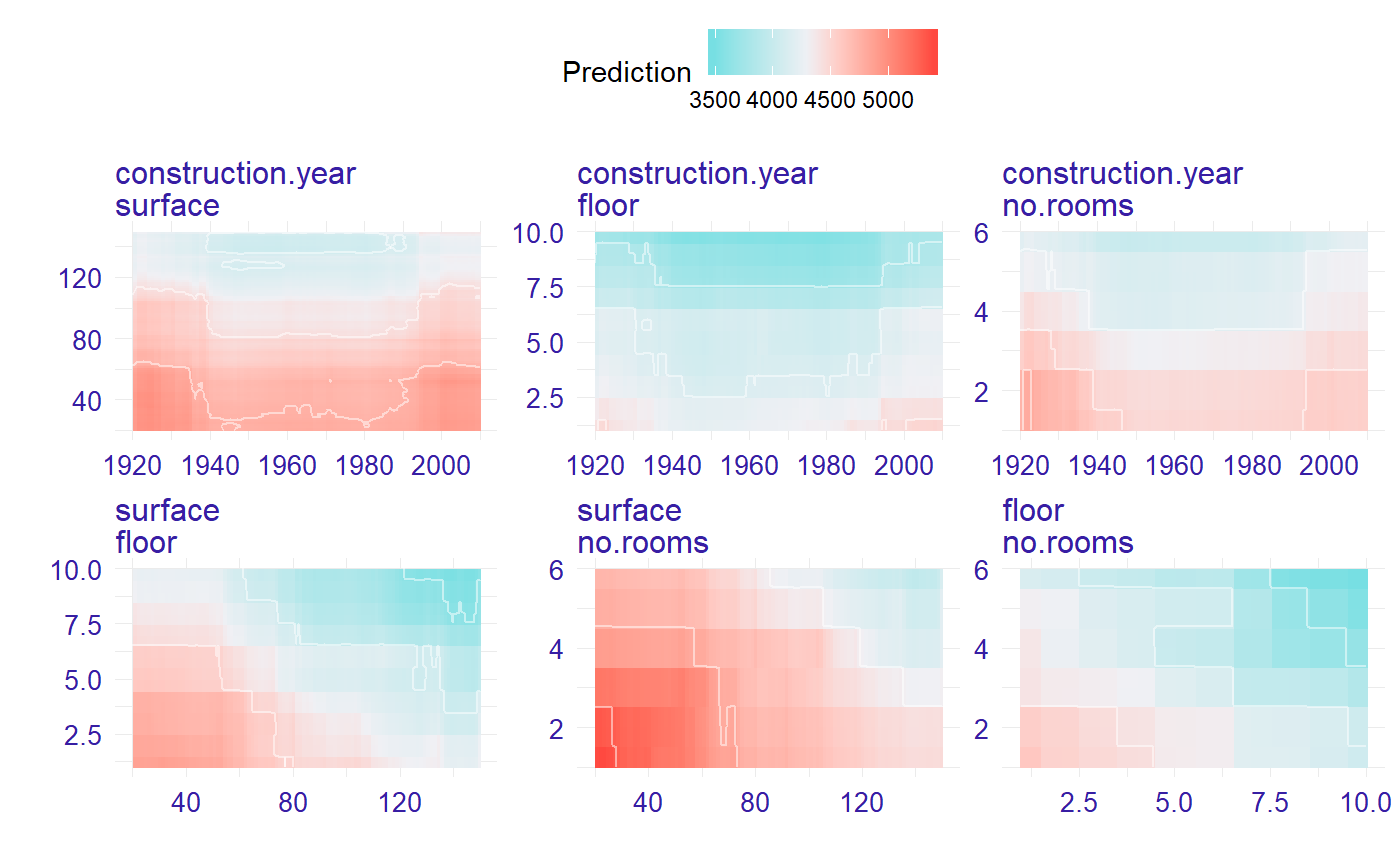 Prediction
3500 4000 4500 5000
construction.year
surface
construction.year
floor
construction.year
no.rooms
120
80
40
10.0
7.5
5.0
2.5
6
4
2
1920 1940 1960 1980 2000
1920 1940 1960 1980 2000
1920 1940 1960 1980 2000
surface
floor
surface
no.rooms
floor
no.rooms
10.0
7.5
5.0
2.5
6
4
2
6
4
2
40 80 120
40 80 120
2.5 5.0 7.5 10.0